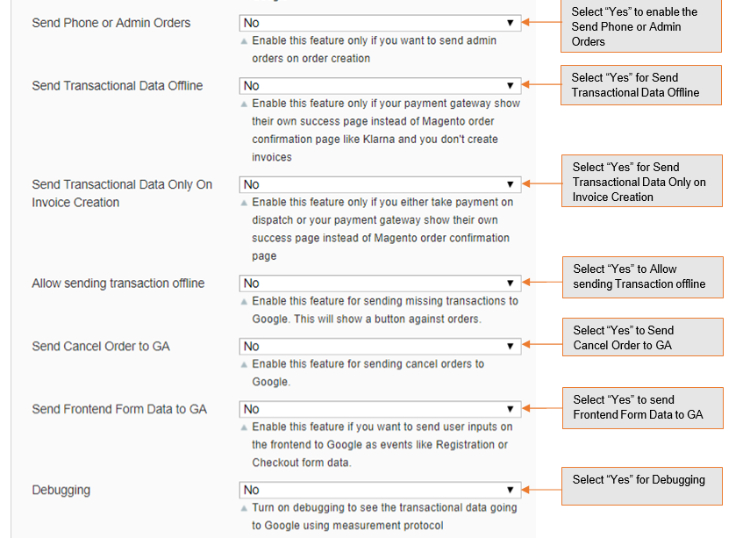 Send Phone or Admin Orders
No
Enable this feature only if you want to send admin
orders on order creation
Select “Yes” to enable the
Send Phone or Admin
Orders
Send Transactional Data Offline
No
Enable this feature only if your payment gateway show
their own success page instead of Magento order
confirmation page like Klarna and you don't create
invoices
Select “Yes” for Send
Transactional Data Offline
Send Transactional Data Only On
Invoice Creation
No
Enable this feature only if you either take payment on
dispatch or your payment gateway show their own
success page instead of Magento order confirmation
page
Select “Yes” for Send
Transactional Data Only on
Invoice Creation
Allow sending transaction offline
No
Enable this feature for sending missing transactions to
Google. This will show a button against orders.
Select “Yes” to Allow
sending Transaction offline
Send Cancel Order to GA
No
Enable this feature for sending cancel orders to
Google.
Select “Yes” to Send
Cancel Order to GA
Send Frontend Form Data to GA
No
Enable this feature if you want to send user inputs on
the frontend to Google as events like Registration or
Checkout form data.
Select “Yes” to send
Frontend Form Data to GA
Debugging
No
Turn on debugging to see the transactional data going
to Google using measurement protocol
Select “Yes” for Debugging